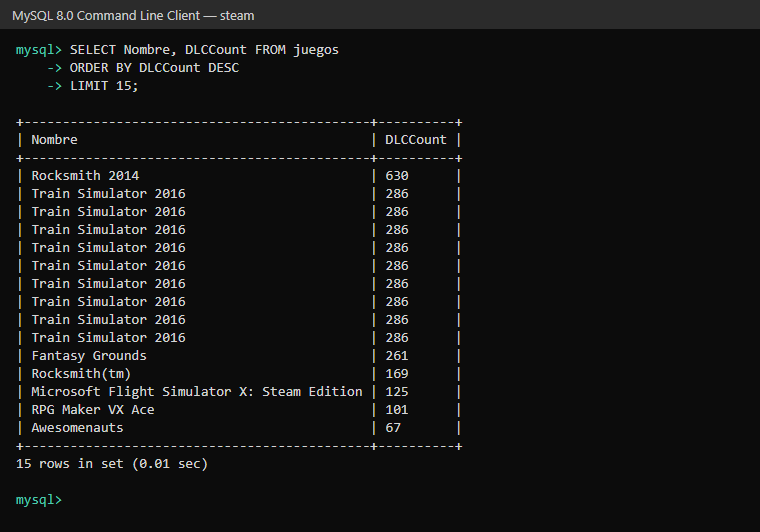 MySQL 8.0 Command Line Client — steam
mysql> SELECT Nombre, DLCCount FROM juegos
    -> ORDER BY DLCCount DESC
    -> LIMIT 15;
+---------------------------------------------+----------+
| Nombre                                      | DLCCount |
+---------------------------------------------+----------+
| Rocksmith 2014                              | 630      |
| Train Simulator 2016                        | 286      |
| Train Simulator 2016                        | 286      |
| Train Simulator 2016                        | 286      |
| Train Simulator 2016                        | 286      |
| Train Simulator 2016                        | 286      |
| Train Simulator 2016                        | 286      |
| Train Simulator 2016                        | 286      |
| Train Simulator 2016                        | 286      |
| Train Simulator 2016                        | 286      |
| Fantasy Grounds                             | 261      |
| Rocksmith(tm)                               | 169      |
| Microsoft Flight Simulator X: Steam Edition | 125      |
| RPG Maker VX Ace                            | 101      |
| Awesomenauts                                | 67       |
+---------------------------------------------+----------+
15 rows in set (0.01 sec)
mysql>